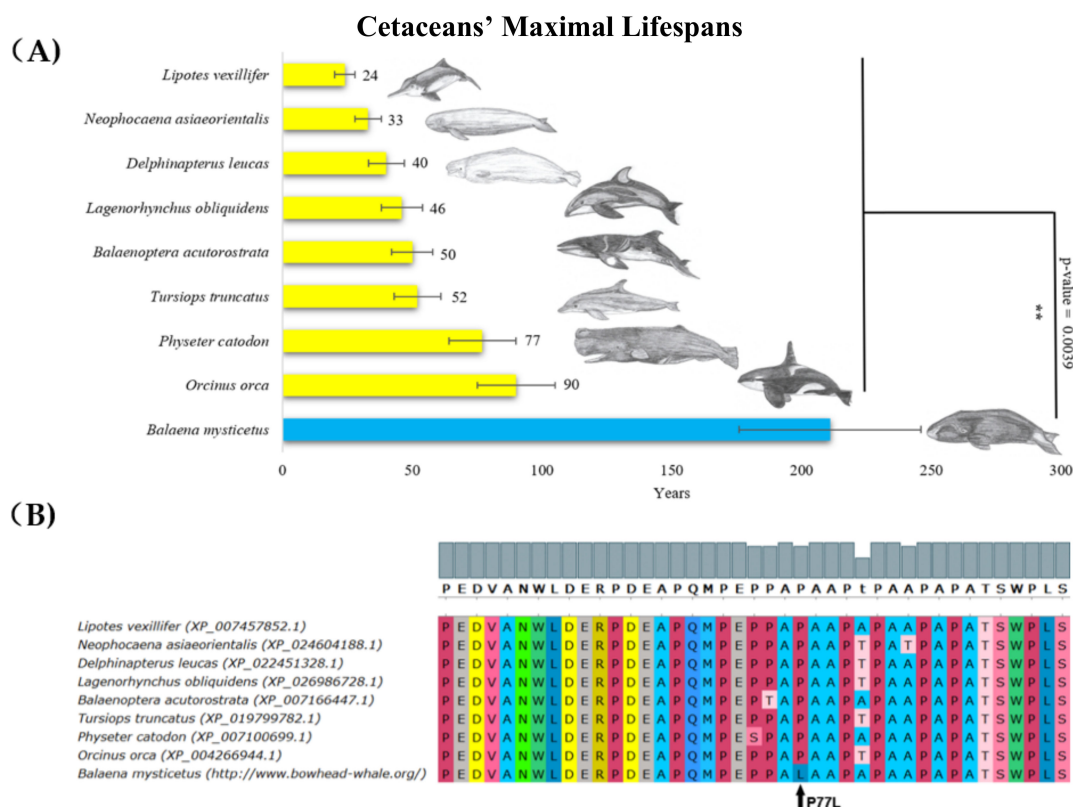 Cetaceans’ Maximal Lifespans
(A)
Lipotes vexillifer 24
Neophocaena asiaeorientalis 33
Delphinapterus leucas 40
Lagenorhynchus obliquidens 46
Balaenoptera acutorostrata 50
Tursiops truncatus 52
Physeter catodon 77
Orcinus orca 90
Balaena mysticetus
p-value = 0.0039
**
0 50 100 150 200 250 300
Years
(B)
P E D V A N W L D E R P D E A P Q M P E P P A P A A P t P A A P A P A T S W P L S
Lipotes vexillifer (XP_007457852.1) P E D V A N W L D E R P D E A P Q M P E P P A P A A P A P A A P A P A T S W P L S
Neophocaena asiaeorientalis (XP_024604188.1) P E D V A N W L D E R P D E A P Q M P E P P A P A A P T P A T P A P A T S W P L S
Delphinapterus leucas (XP_022451328.1) P E D V A N W L D E R P D E A P Q M P E P P A P A A P T P A A P A P A T S W P L S
Lagenorhynchus obliquidens (XP_026986728.1) P E D V A N W L D E R P D E A P Q M P E P P A P A A P T P A A P A P A T S W P L S
Balaenoptera acutorostrata (XP_007166447.1) P E D V A N W L D E R P D E A P Q M P E P T A P A A P A P A A P A P A T S W P L S
Tursiops truncatus (XP_019799782.1) P E D V A N W L D E R P D E A P Q M P E P P A P A A P T P A A P A P A T S W P L S
Physeter catodon (XP_007100699.1) P E D V A N W L D E R P D E A P Q M P E S P A P A A P A P A A P A P A T S W P L S
Orcinus orca (XP_004266944.1) P E D V A N W L D E R P D E A P Q M P E P P A P A A P T P A A P A P A T S W P L S
Balaena mysticetus (http://www.bowhead-whale.org/) P E D V A N W L D E R P D E A P Q M P E P P A L A A P A P A A P A P A T S W P L S
P77L